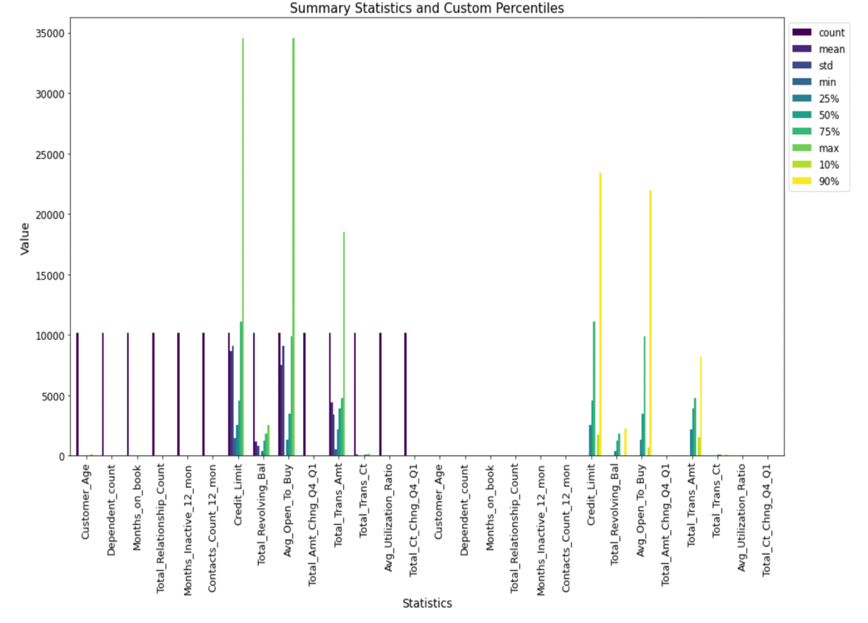 Summary Statistics and Custom Percentiles
35000
30000
25000
20000
15000
10000
5000
0
Value
count
mean
std
min
25%
50%
75%
max
10%
90%
Customer_Age
Dependent_count
Months_on_book
Total_Relationship_Count
Months_Inactive_12_mon
Contacts_Count_12_mon
Credit_Limit
Total_Revolving_Bal
Avg_Open_To_Buy
Total_Amt_Chng_Q4_Q1
Total_Trans_Amt
Total_Trans_Ct
Avg_Utilization_Ratio
Total_Ct_Chng_Q4_Q1
Customer_Age
Dependent_count
Months_on_book
Total_Relationship_Count
Months_Inactive_12_mon
Contacts_Count_12_mon
Credit_Limit
Total_Revolving_Bal
Avg_Open_To_Buy
Total_Amt_Chng_Q4_Q1
Total_Trans_Amt
Total_Trans_Ct
Avg_Utilization_Ratio
Total_Ct_Chng_Q4_Q1
Statistics